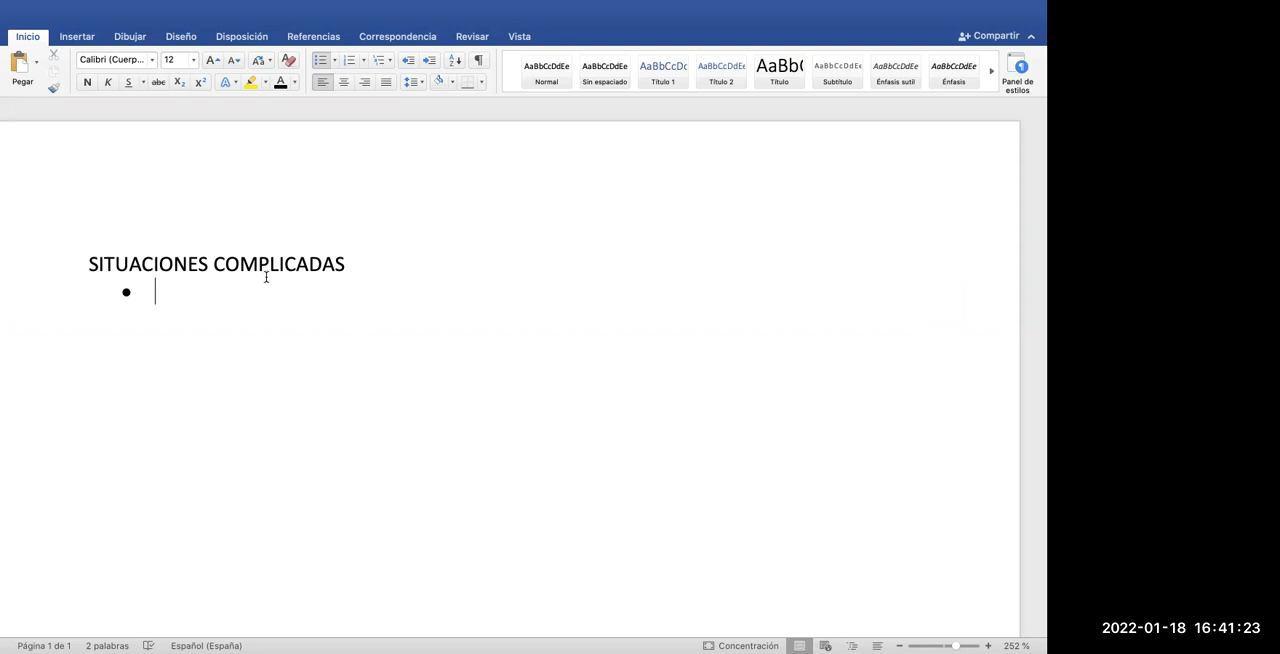 Inicio Insertar Dibujar Diseño Disposición Referencias Correspondencia Revisar Vista Compartir
Pegar Calibri (Cuerp... 12
N K S abc X₂ X² A A
AaBbCcDdEe AaBbCcDdEe AaBbCcDc AaBbCcDdEe AaBb( AaBbCcDdEe AaBbCcDdEe AaBbCcDdEe
Normal Sin espaciado Título 1 Título 2 Título Subtítulo Énfasis sutil Énfasis
Panel de
estilos
SITUACIONES COMPLICADAS
Página 1 de 1 2 palabras Español (España) Concentración 252 %
2022-01-18 16:41:23